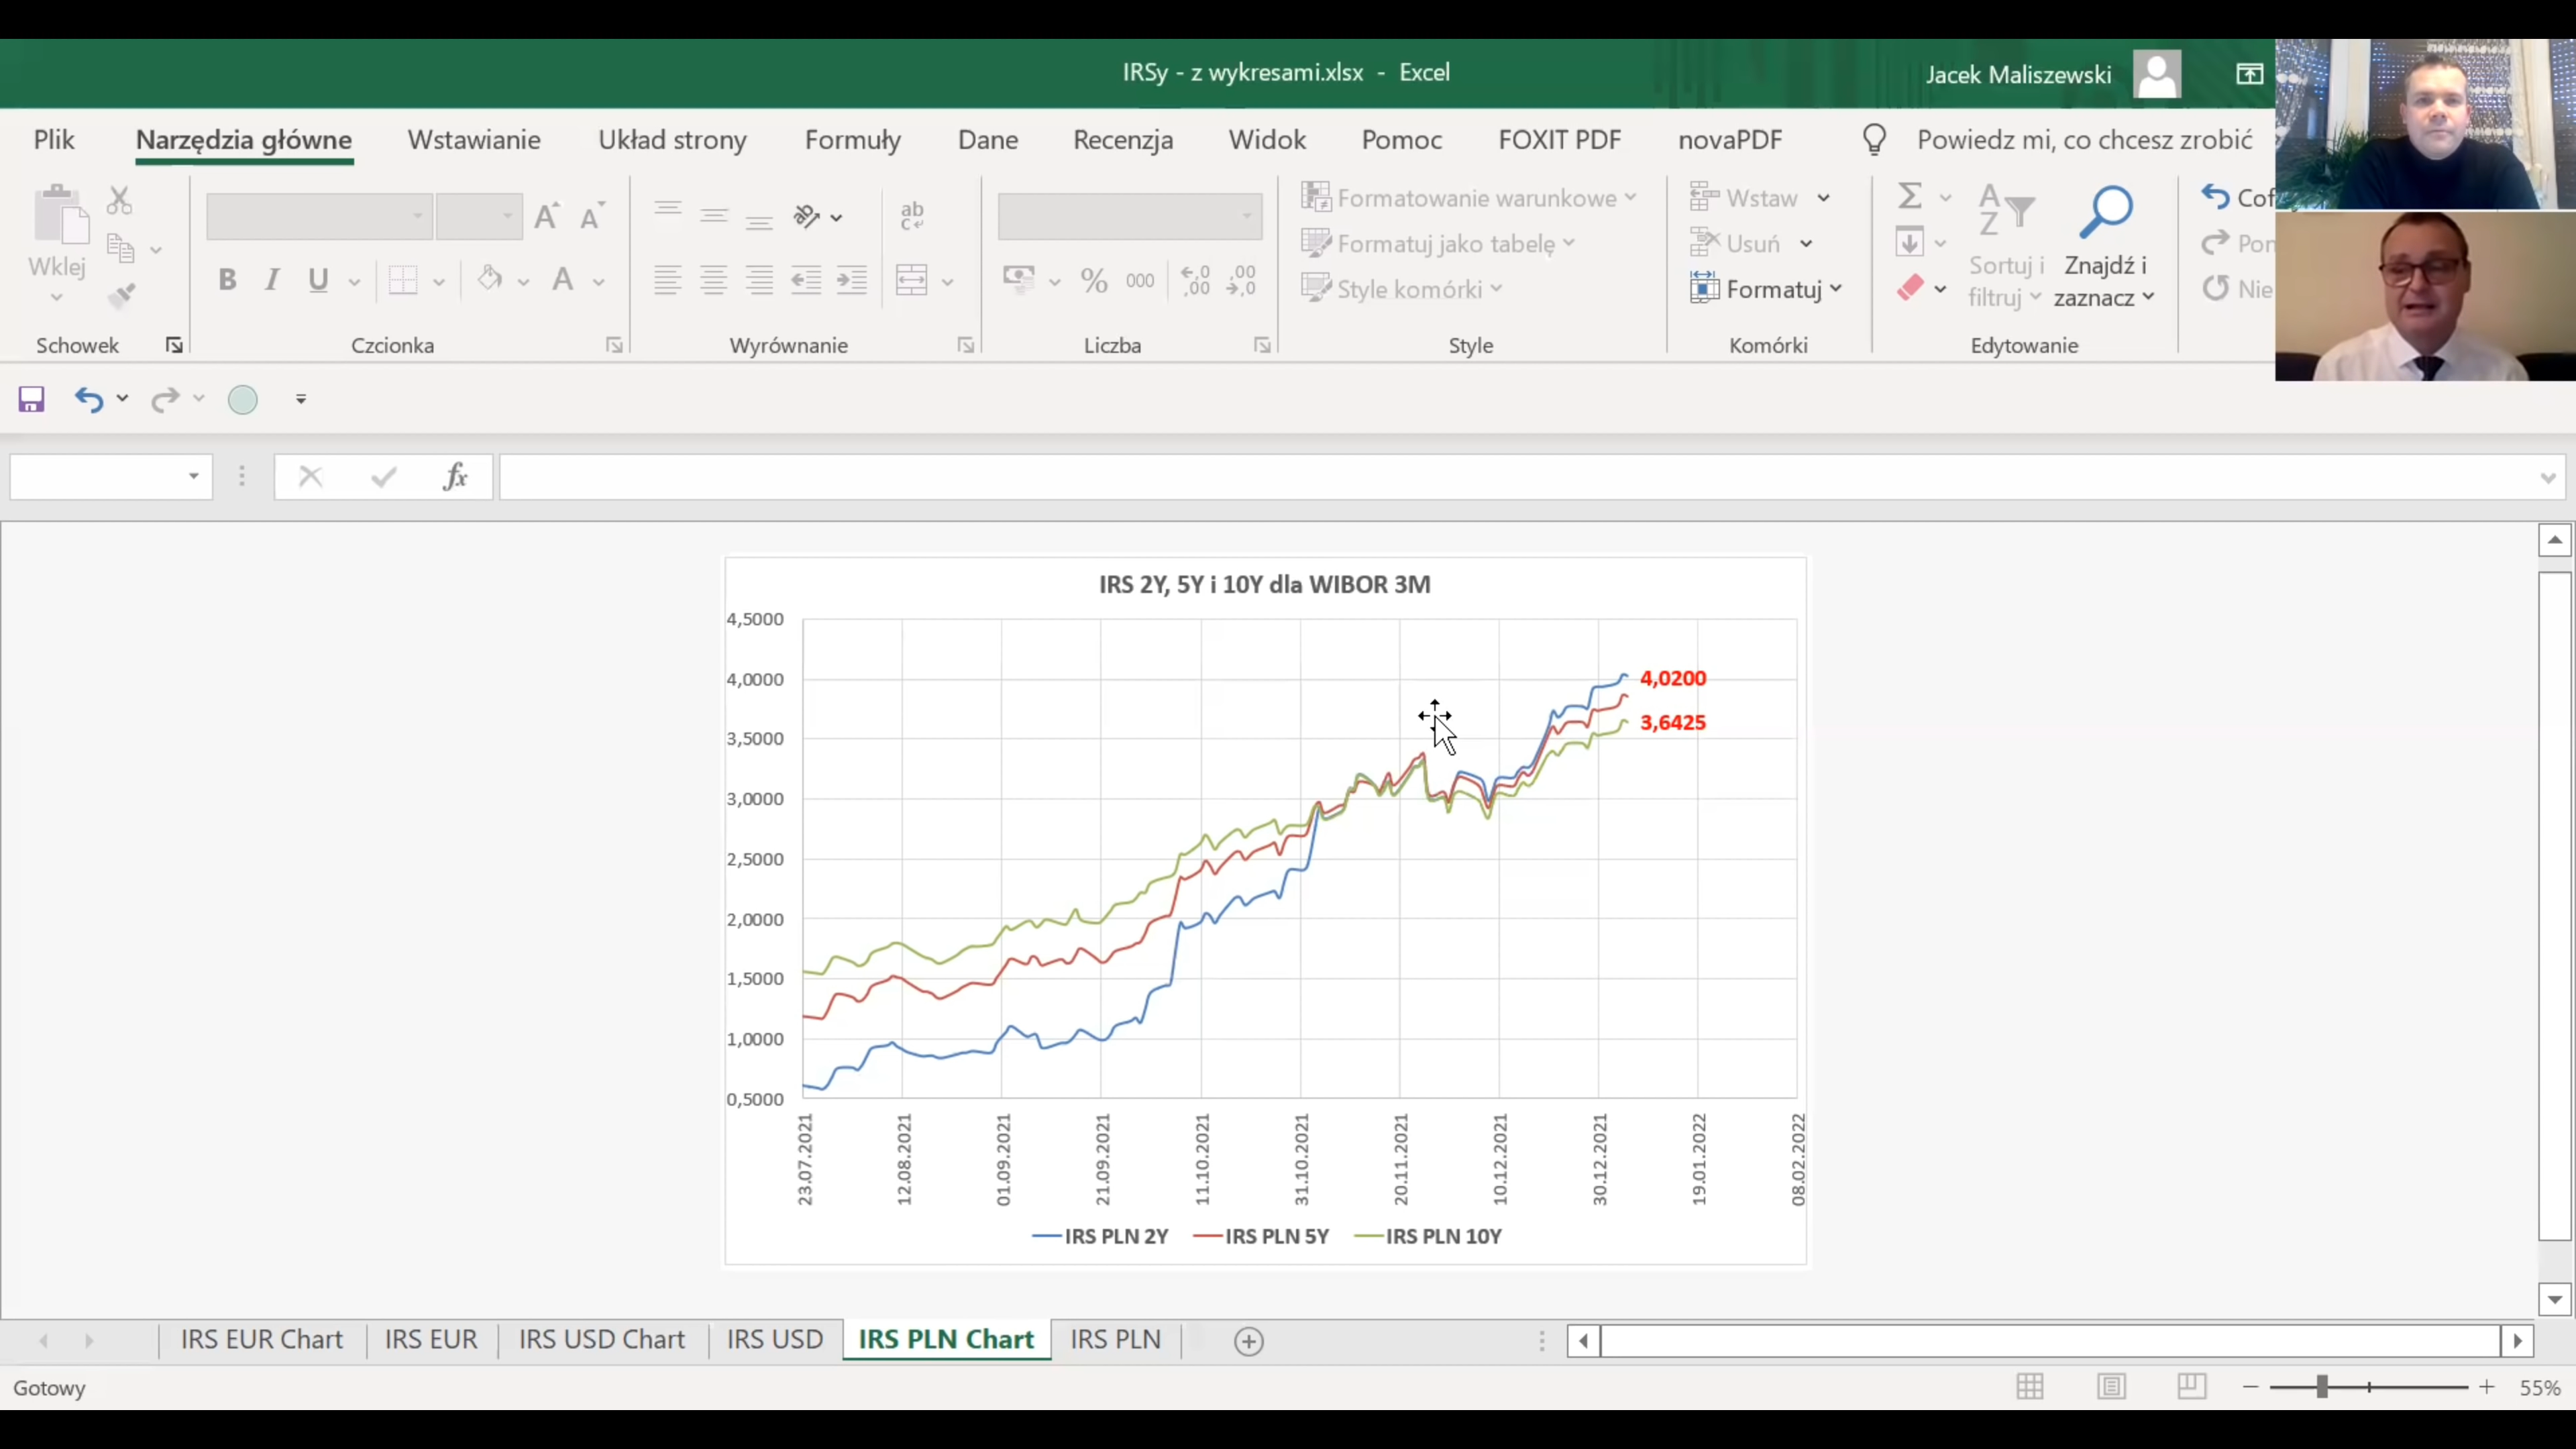 IRSy - z wykresami.xlsx - Excel
Jacek Maliszewski
Plik Narzędzia główne Wstawianie Układ strony Formuły Dane Recenzja Widok Pomoc FOXIT PDF novaPDF Powiedz mi, co chcesz zrobić
Wklej
Schowek
B I U A
Czcionka
ab
Wyrównanie
% 000 ,00
Liczba
Formatowanie warunkowe
Formatuj jako tabelę
Style komórki
Style
Wstaw
Usuń
Formatuj
Komórki
Sortuj i
filtruj
Znajdź i
zaznacz
Edytowanie
Cof
Pon
Nie
fx
IRS 2Y, 5Y i 10Y dla WIBOR 3M
4,5000
4,0000
3,5000
3,0000
2,5000
2,0000
1,5000
1,0000
0,5000
4,0200
3,6425
23.07.2021
12.08.2021
01.09.2021
21.09.2021
11.10.2021
31.10.2021
20.11.2021
10.12.2021
30.12.2021
19.01.2022
08.02.2022
IRS PLN 2Y IRS PLN 5Y IRS PLN 10Y
IRS EUR Chart IRS EUR IRS USD Chart IRS USD IRS PLN Chart IRS PLN
Gotowy
55%